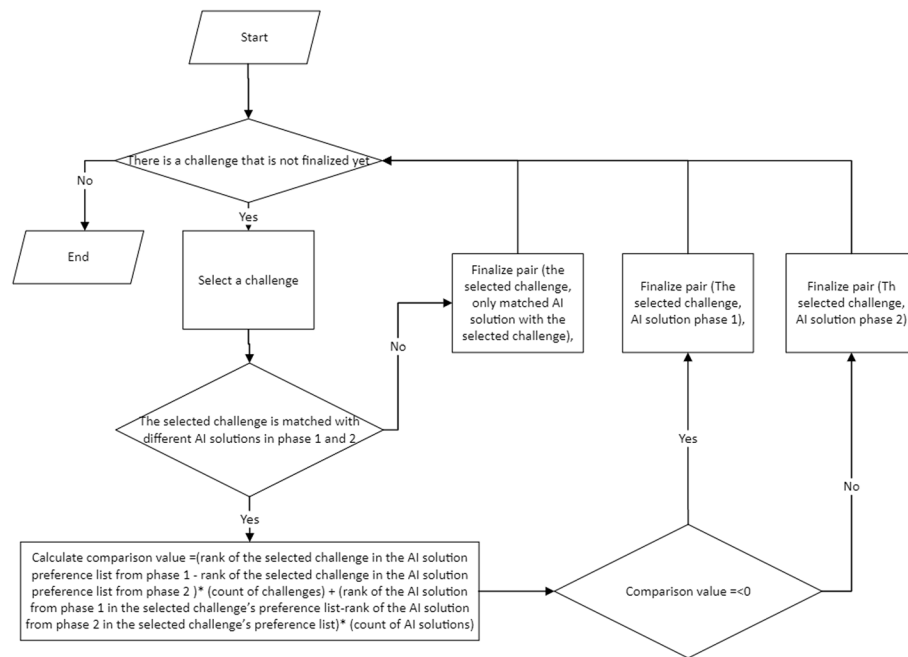 Start
There is a challenge that is not finalized yet
No
Yes
End
Select a challenge
Finalize pair (the
selected challenge,
only matched AI
solution with the
selected challenge),
Finalize pair (The
selected challenge,
AI solution phase 1),
Finalize pair (Th
selected challenge,
AI solution phase 2)
No
The selected challenge is matched with
different AI solutions in phase 1 and 2
Yes
Yes
No
Calculate comparison value =(rank of the selected challenge in the AI solution
preference list from phase 1 - rank of the selected challenge in the AI solution
preference list from phase 2 )* (count of challenges) + (rank of the AI solution
from phase 1 in the selected challenge's preference list-rank of the AI solution
from phase 2 in the selected challenge's preference list)* (count of AI solutions)
Comparison value =<0